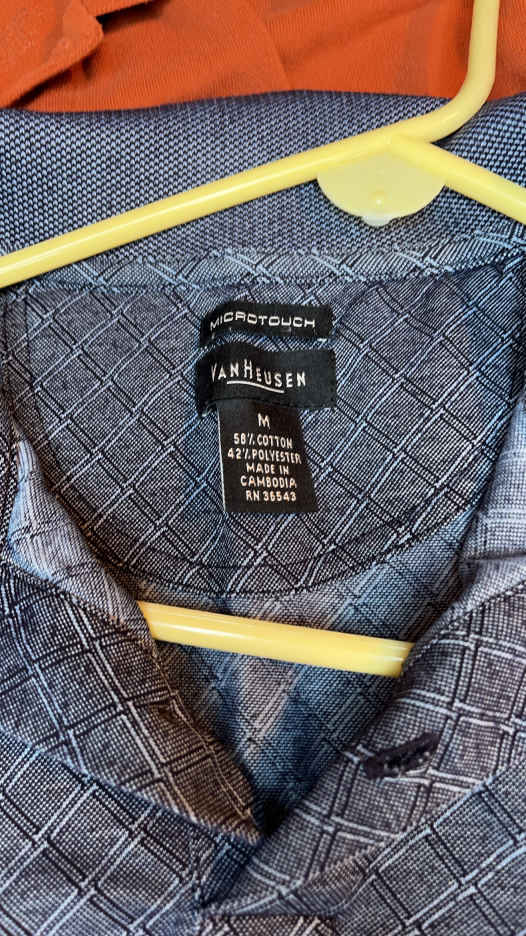 MICROTOUCH
VANHEUSEN
M
58% COTTON
42% POLYESTER
MADE IN
CAMBODIA
RN 36543